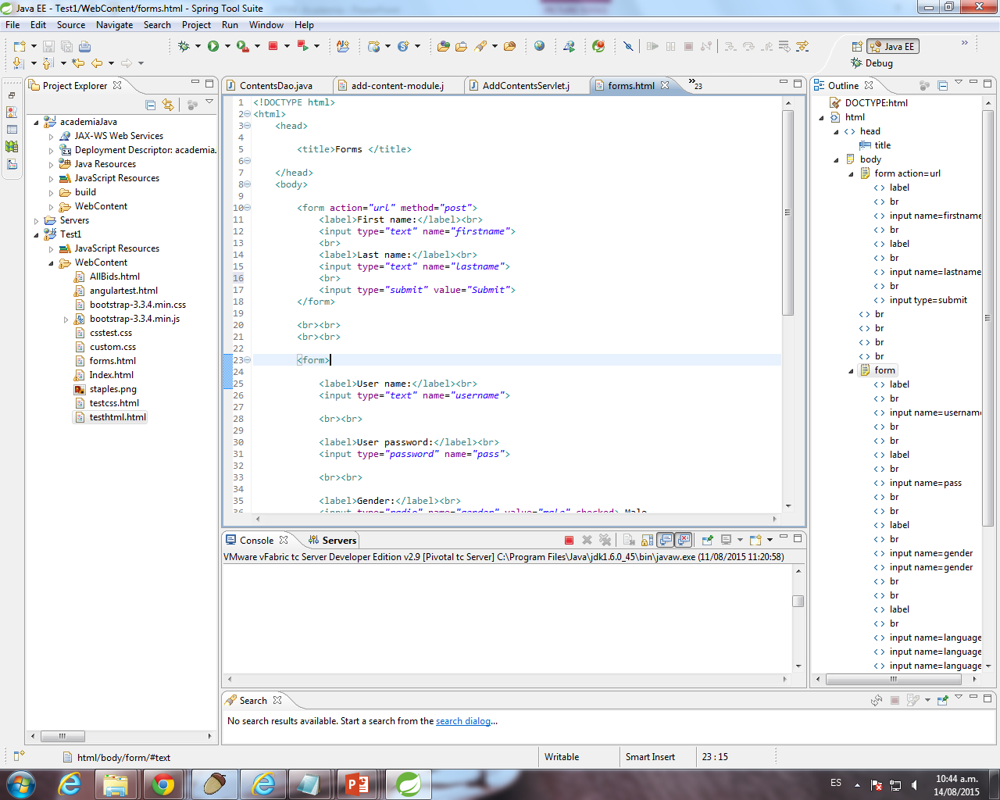 Java EE - Test1/WebContent/forms.html - Spring Tool Suite
File Edit Source Navigate Search Project Run Window Help
Java EE
Debug
Project Explorer
academiaJava
JAX-WS Web Services
Deployment Descriptor: academia.
Java Resources
JavaScript Resources
build
WebContent
Servers
Test1
JavaScript Resources
WebContent
AllBids.html
angulartest.html
bootstrap-3.3.4.min.css
bootstrap-3.3.4.min.js
csstest.css
custom.css
forms.html
Index.html
staples.png
testcss.html
testhtml.html
ContentsDao.java add-content-module.j AddContentsServlet.j forms.html »23
1 <!DOCTYPE html>
2 <html>
3 <head>
4
5 <title>Forms </title>
6
7 </head>
8 <body>
9
10 <form action="url" method="post">
11 <label>First name:</label><br>
12 <input type="text" name="firstname">
13 <br>
14 <label>Last name:</label><br>
15 <input type="text" name="lastname">
16 <br>
17 <input type="submit" value="Submit">
18 </form>
19
20 <br><br>
21 <br><br>
22
23 <form>
24
25 <label>User name:</label><br>
26 <input type="text" name="username">
27
28 <br><br>
29
30 <label>User password:</label><br>
31 <input type="password" name="pass">
32
33 <br><br>
34
35 <label>Gender:</label><br>
36 <input type="radio" name="gender" value="male" checked> Male
Console Servers
VMware vFabric tc Server Developer Edition v2.9 [Pivotal tc Server] C:\Program Files\Java\jdk1.6.0_45\bin\javaw.exe (11/08/2015 11:20:58)
Search
No search results available. Start a search from the search dialog...
Outline
DOCTYPE:html
html
head
title
body
form action=url
label
br
input name=firstname
br
label
br
input name=lastname
br
input type=submit
br
br
br
br
form
label
br
input name=username
br
br
label
br
input name=pass
br
br
label
br
input name=gender
input name=gender
br
br
label
br
input name=language
input name=language
input name=language
html/body/form/#text Writable Smart Insert 23 : 15
ES
10:44 a.m.
14/08/2015